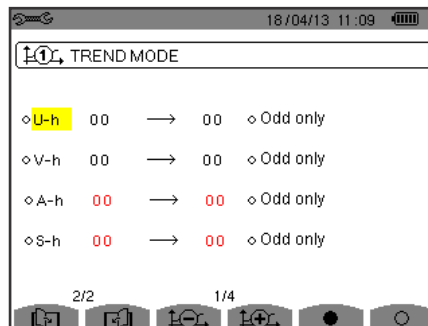 18/04/13 11:09
1 TREND MODE
U-h 00 → 00 Odd only
V-h 00 → 00 Odd only
A-h 00 → 00 Odd only
S-h 00 → 00 Odd only
2/2 1/4